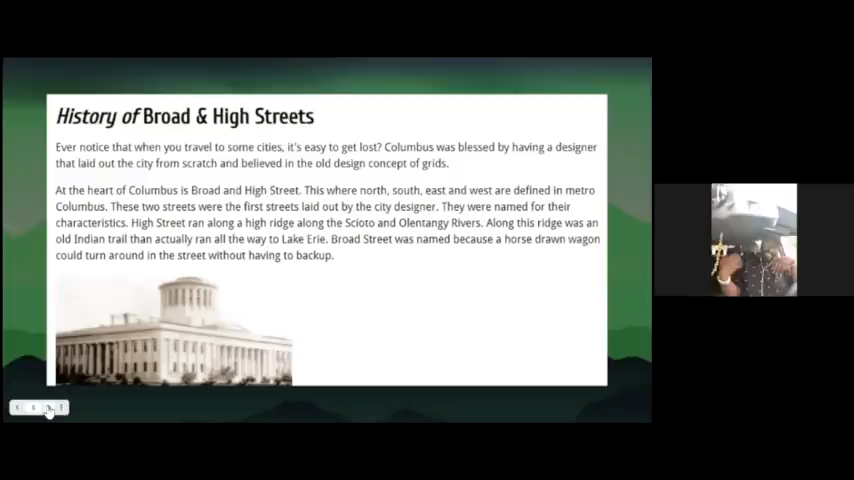 History of Broad & High Streets
Ever notice that when you travel to some cities, it's easy to get lost? Columbus was blessed by having a designer
that laid out the city from scratch and believed in the old design concept of grids.
At the heart of Columbus is Broad and High Street. This where north, south, east and west are defined in metro
Columbus. These two streets were the first streets laid out by the city designer. They were named for their
characteristics. High Street ran along a high ridge along the Scioto and Olentangy Rivers. Along this ridge was an
old Indian trail than actually ran all the way to Lake Erie. Broad Street was named because a horse drawn wagon
could turn around in the street without having to backup.